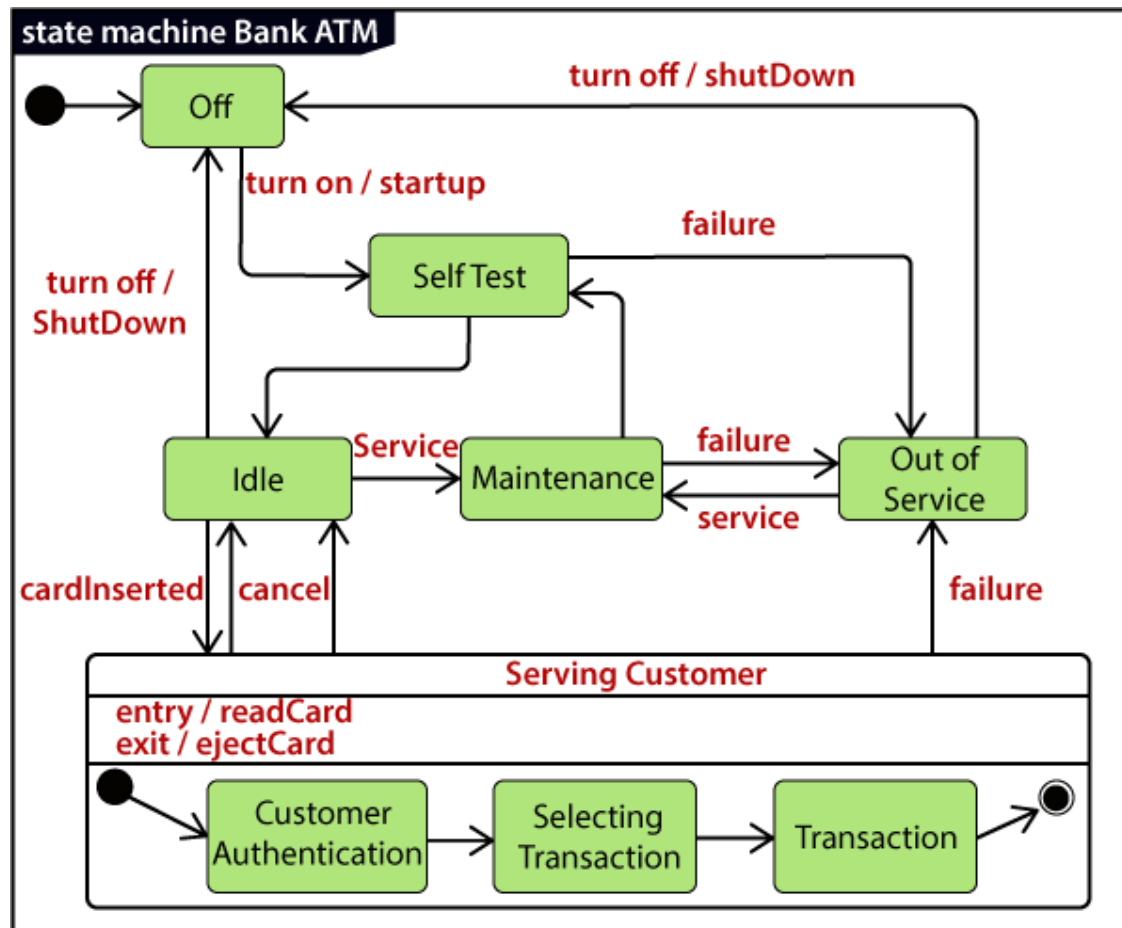 state machine Bank ATM
turn off / shutDown
Off
turn on / startup
failure
Self Test
turn off /
ShutDown
Idle
Service
Maintenance
failure
service
Out of
Service
cardInserted
cancel
failure
Serving Customer
entry / readCard
exit / ejectCard
Customer
Authentication
Selecting
Transaction
Transaction